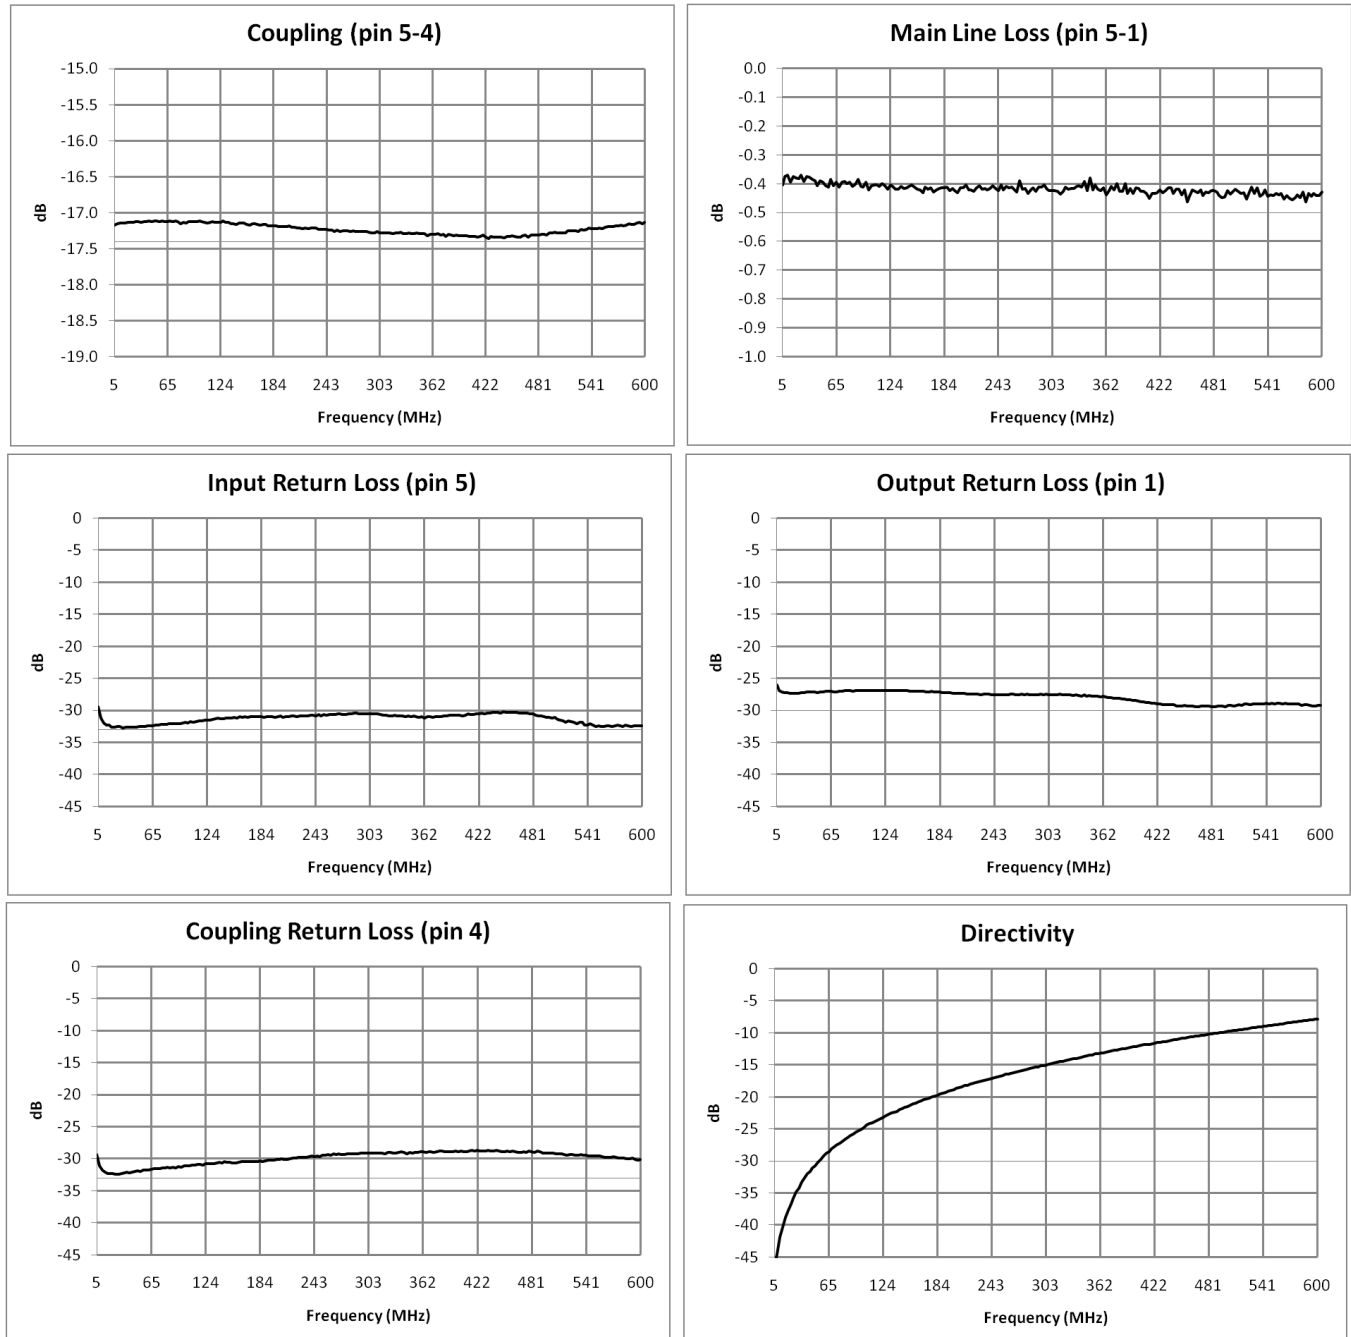 Coupling (pin 5-4)
-15.0
-15.5
-16.0
-16.5
-17.0
-17.5
-18.0
-18.5
-19.0
dB
5 65 124 184 243 303 362 422 481 541 600
Frequency (MHz)
Main Line Loss (pin 5-1)
0.0
-0.1
-0.2
-0.3
-0.4
-0.5
-0.6
-0.7
-0.8
-0.9
-1.0
dB
5 65 124 184 243 303 362 422 481 541 600
Frequency (MHz)
Input Return Loss (pin 5)
0
-5
-10
-15
-20
-25
-30
-35
-40
-45
dB
5 65 124 184 243 303 362 422 481 541 600
Frequency (MHz)
Output Return Loss (pin 1)
0
-5
-10
-15
-20
-25
-30
-35
-40
-45
dB
5 65 124 184 243 303 362 422 481 541 600
Frequency (MHz)
Coupling Return Loss (pin 4)
0
-5
-10
-15
-20
-25
-30
-35
-40
-45
dB
5 65 124 184 243 303 362 422 481 541 600
Frequency (MHz)
Directivity
0
-5
-10
-15
-20
-25
-30
-35
-40
-45
dB
5 65 124 184 243 303 362 422 481 541 600
Frequency (MHz)